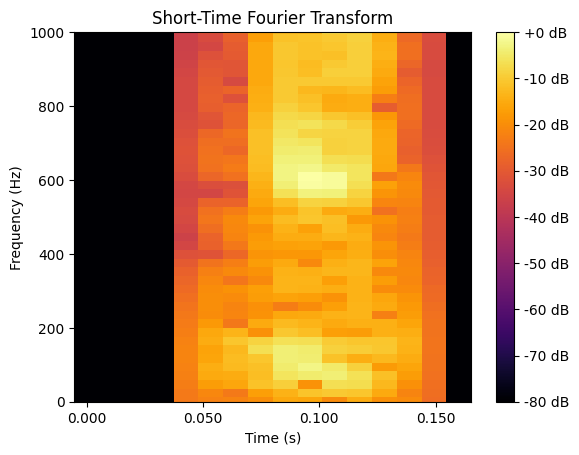 Short-Time Fourier Transform
1000
800
600
400
200
0
Frequency (Hz)
0.000
0.050
0.100
0.150
Time (s)
+0 dB
-10 dB
-20 dB
-30 dB
-40 dB
-50 dB
-60 dB
-70 dB
-80 dB